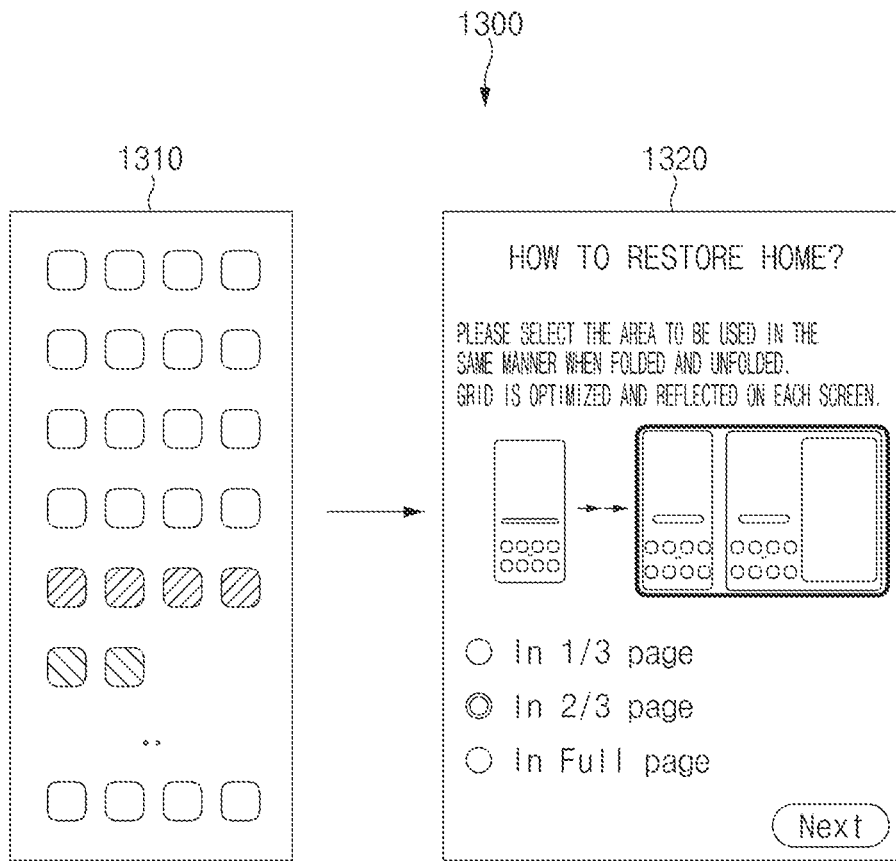 1300
1310
1320
HOW TO RESTORE HOME?
PLEASE SELECT THE AREA TO BE USED IN THE
SAME MANNER WHEN FOLDED AND UNFOLDED.
GRID IS OPTIMIZED AND REFLECTED ON EACH SCREEN.
In 1/3 page
In 2/3 page
In Full page
Next